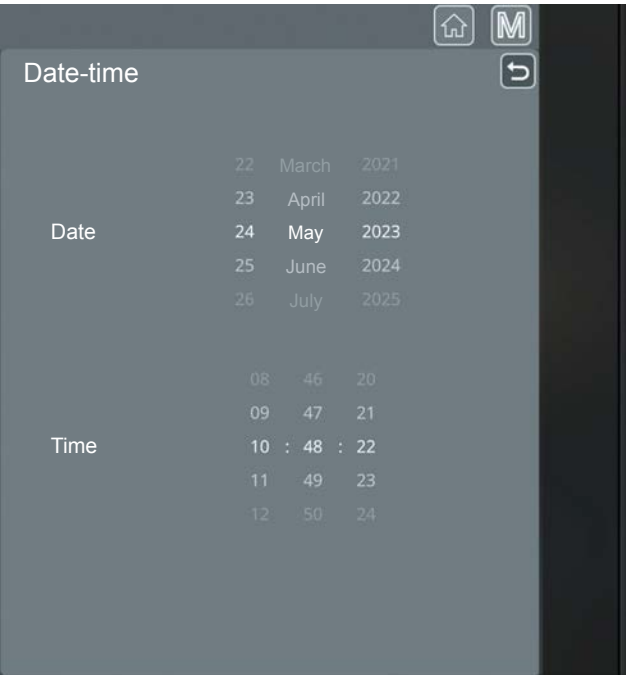 M
Date-time
22 March 2021
23 April 2022
Date 24 May 2023
25 June 2024
26 July 2025
08 46 20
09 47 21
Time 10 : 48 : 22
11 49 23
12 50 24